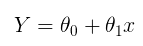 Y = θ₀ + θ₁x